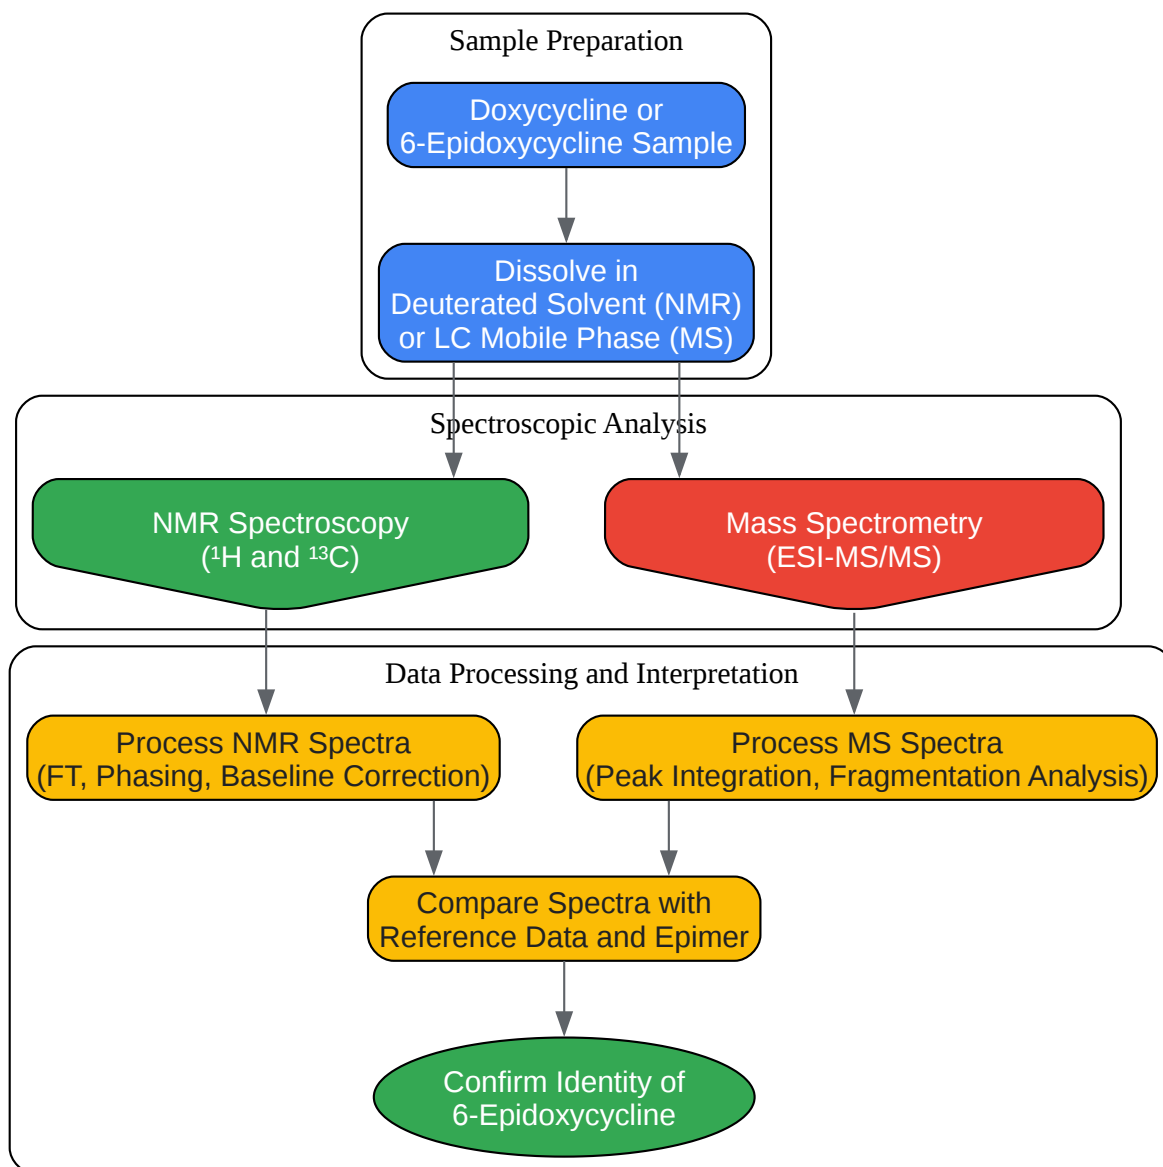 Sample Preparation
Doxycycline or
6-Epidoxycycline Sample
Dissolve in
Deuterated Solvent (NMR)
or LC Mobile Phase (MS)
Spectroscopic Analysis
NMR Spectroscopy
(¹H and ¹³C)
Mass Spectrometry
(ESI-MS/MS)
Data Processing and Interpretation
Process NMR Spectra
(FT, Phasing, Baseline Correction)
Process MS Spectra
(Peak Integration, Fragmentation Analysis)
Compare Spectra with
Reference Data and Epimer
Confirm Identity of
6-Epidoxycycline